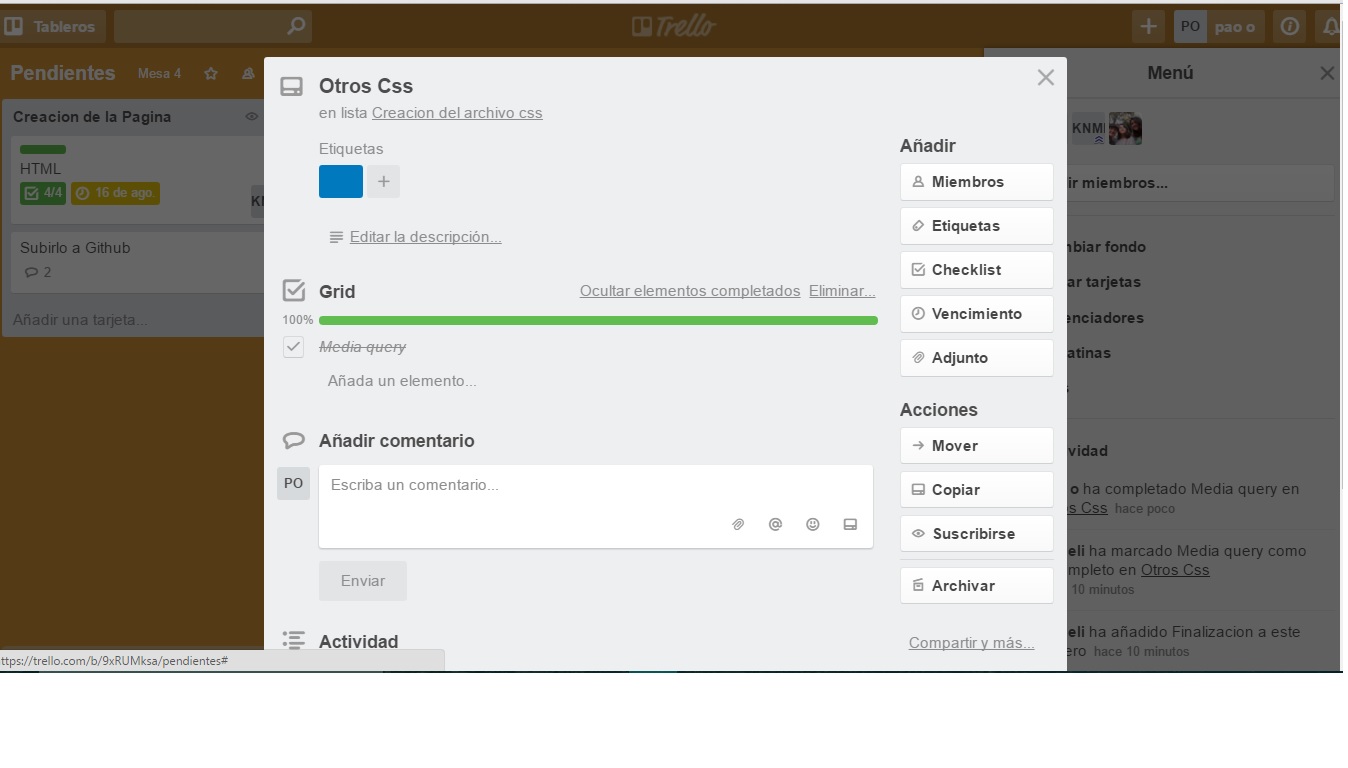 Tableros
Trello
PO pao o
Pendientes Mesa 4
Creacion de la Pagina
HTML
4/4 16 de ago.
Subirlo a Github
2
Añadir una tarjeta...
Otros Css
en lista Creacion del archivo css
Etiquetas
+
Editar la descripción...
Grid Ocultar elementos completados Eliminar...
100%
Media query
Añada un elemento...
Añadir comentario
PO
Escriba un comentario...
Enviar
Actividad
Añadir
Miembros
Etiquetas
Checklist
Vencimiento
Adjunto
Acciones
Mover
Copiar
Suscribirse
Archivar
Compartir y más...
Menú
KNM
ir miembros...
mbiar fondo
ar tarjetas
enciadores
atinas
s
vidad
o ha completado Media query en
os Css hace poco
eli ha marcado Media query como
mpleto en Otros Css
10 minutos
eli ha añadido Finalizacion a este
ero hace 10 minutos
ttps://trello.com/b/9xRUMksa/pendientes#